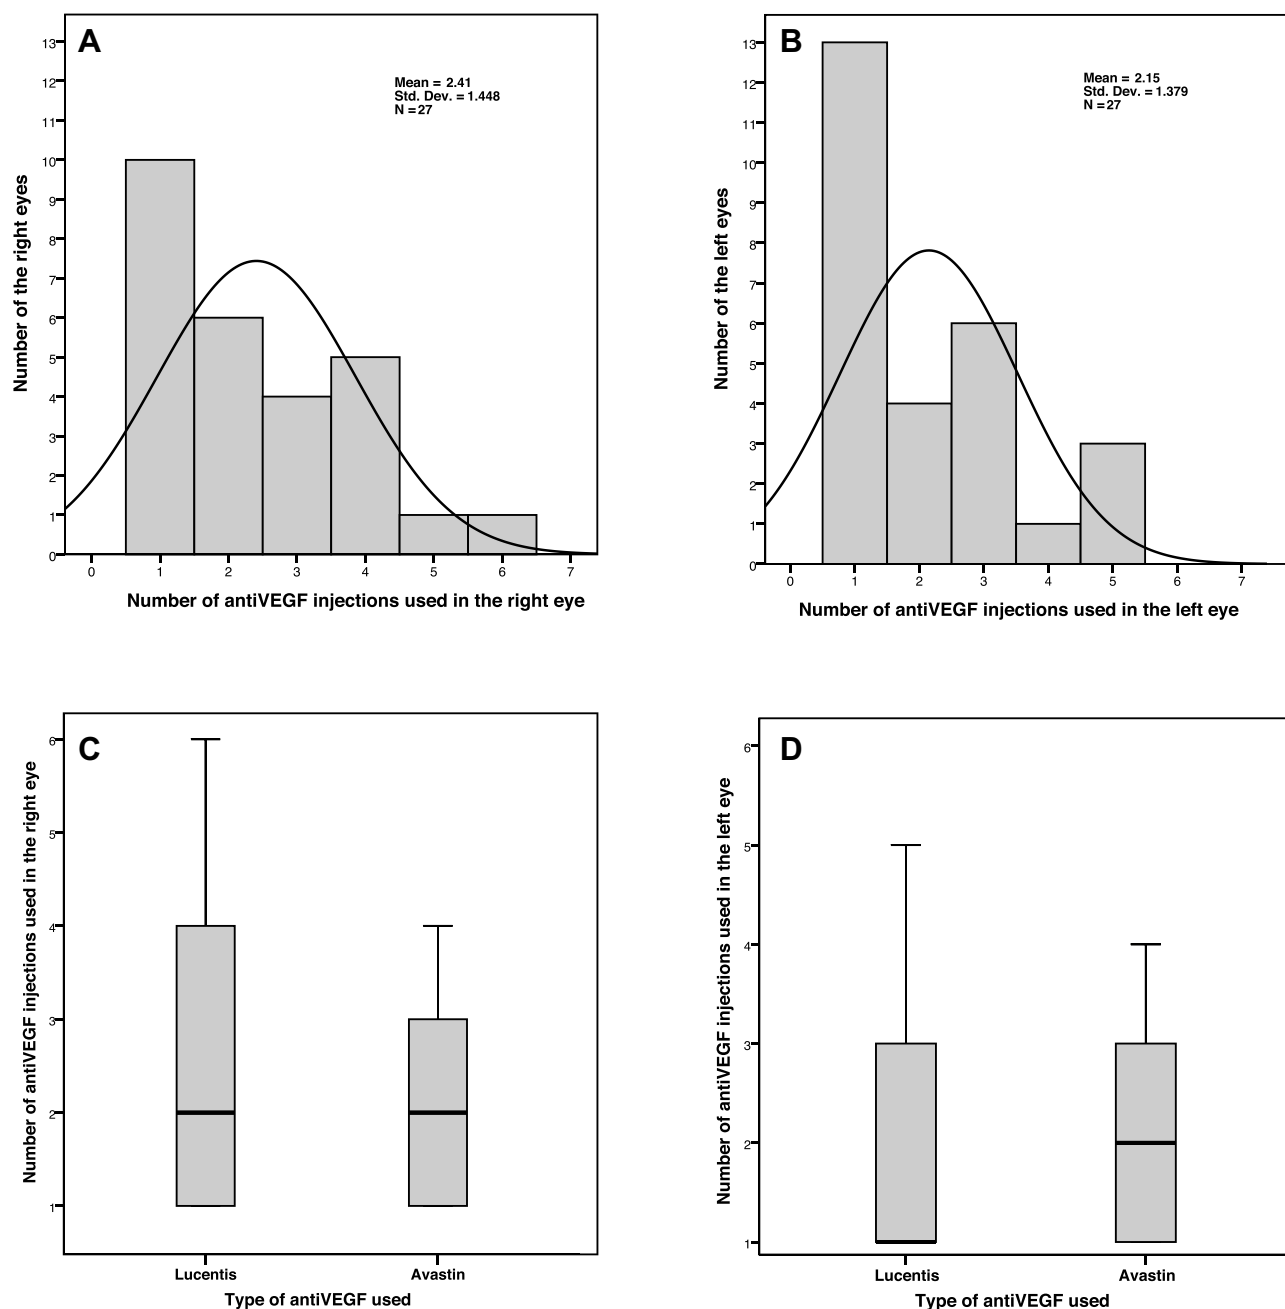 A
Mean = 2.41
Std. Dev. = 1.448
N = 27
Number of the right eyes
13
12
11
10
9
8
7
6
5
4
3
2
1
0
0 1 2 3 4 5 6 7
Number of antiVEGF injections used in the right eye
B
Mean = 2.15
Std. Dev. = 1.379
N = 27
Number of the left eyes
13
12
11
10
9
8
7
6
5
4
3
2
1
0
0 1 2 3 4 5 6 7
Number of antiVEGF injections used in the left eye
C
Number of antiVEGF injections used in the right eye
6
5
4
3
2
1
Lucentis Avastin
Type of antiVEGF used
D
Number of antiVEGF injections used in the left eye
6
5
4
3
2
1
Lucentis Avastin
Type of antiVEGF used